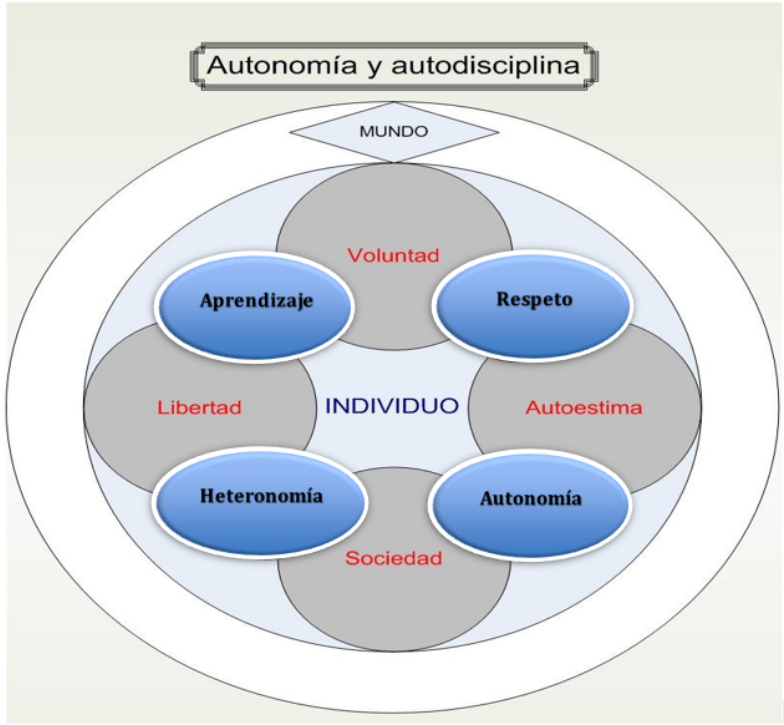 Autonomía y autodisciplina
MUNDO
Voluntad
Aprendizaje
Respeto
Libertad
INDIVIDUO
Autoestima
Heteronomía
Autonomía
Sociedad